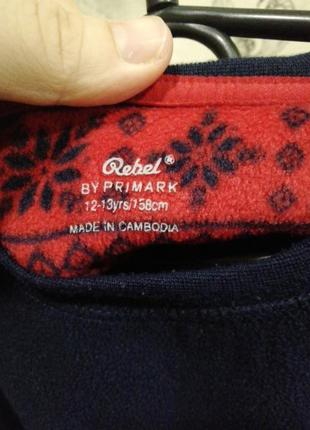 Rebel®
BY PRIMARK
12-13yrs/158cm
MADE IN CAMBODIA